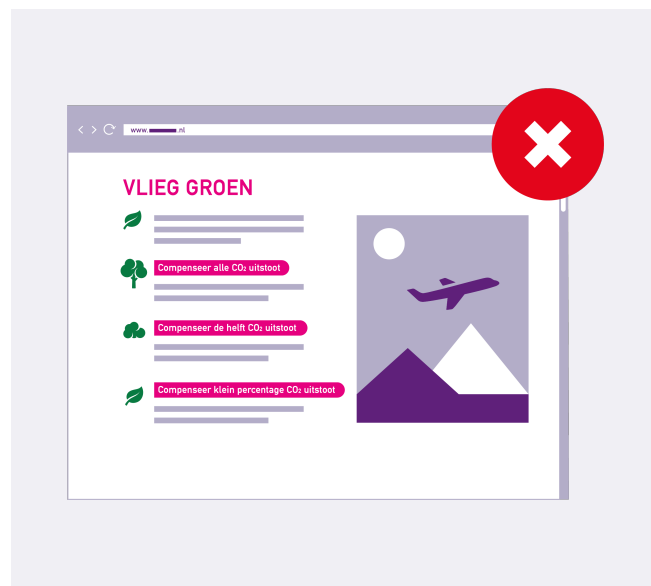 www. .nl
VLIEG GROEN
Compenseer alle CO₂ uitstoot
Compenseer de helft CO₂ uitstoot
Compenseer klein percentage CO₂ uitstoot